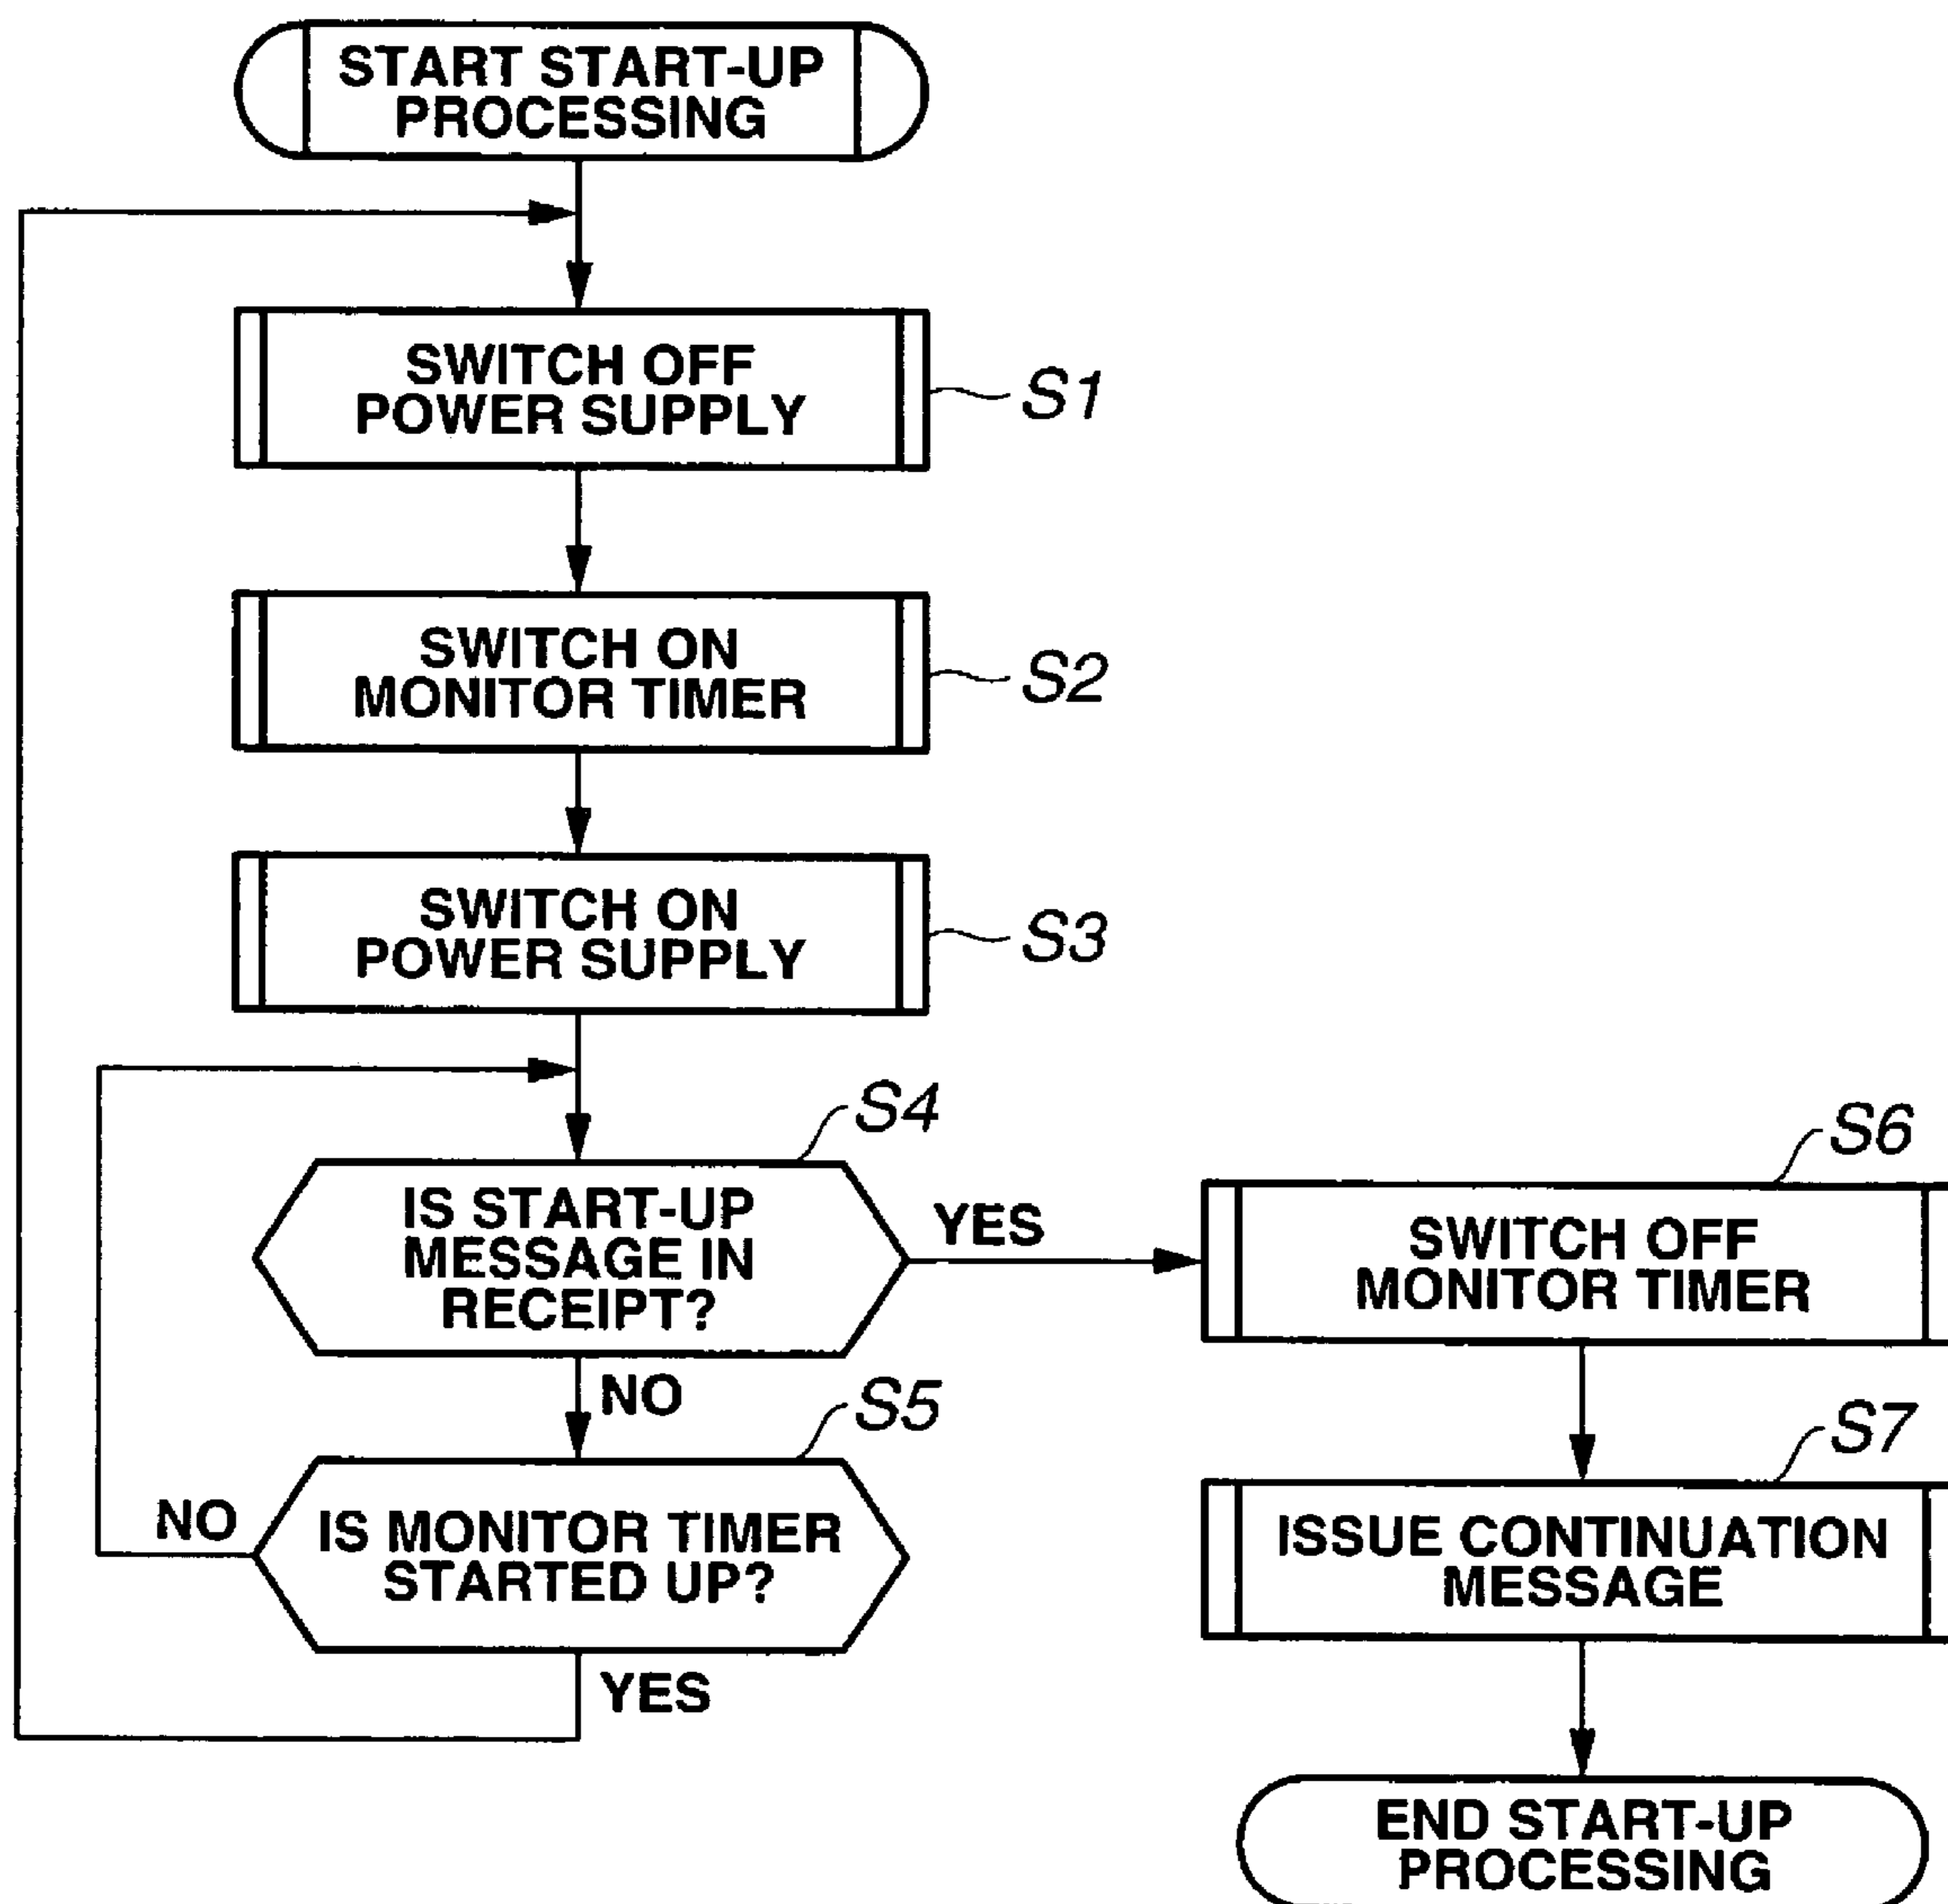 START START-UP
PROCESSING
SWITCH OFF
POWER SUPPLY
S1
SWITCH ON
MONITOR TIMER
S2
SWITCH ON
POWER SUPPLY
S3
S4
IS START-UP
MESSAGE IN
RECEIPT?
YES
NO
S5
IS MONITOR TIMER
STARTED UP?
NO
YES
S6
SWITCH OFF
MONITOR TIMER
S7
ISSUE CONTINUATION
MESSAGE
END START-UP
PROCESSING